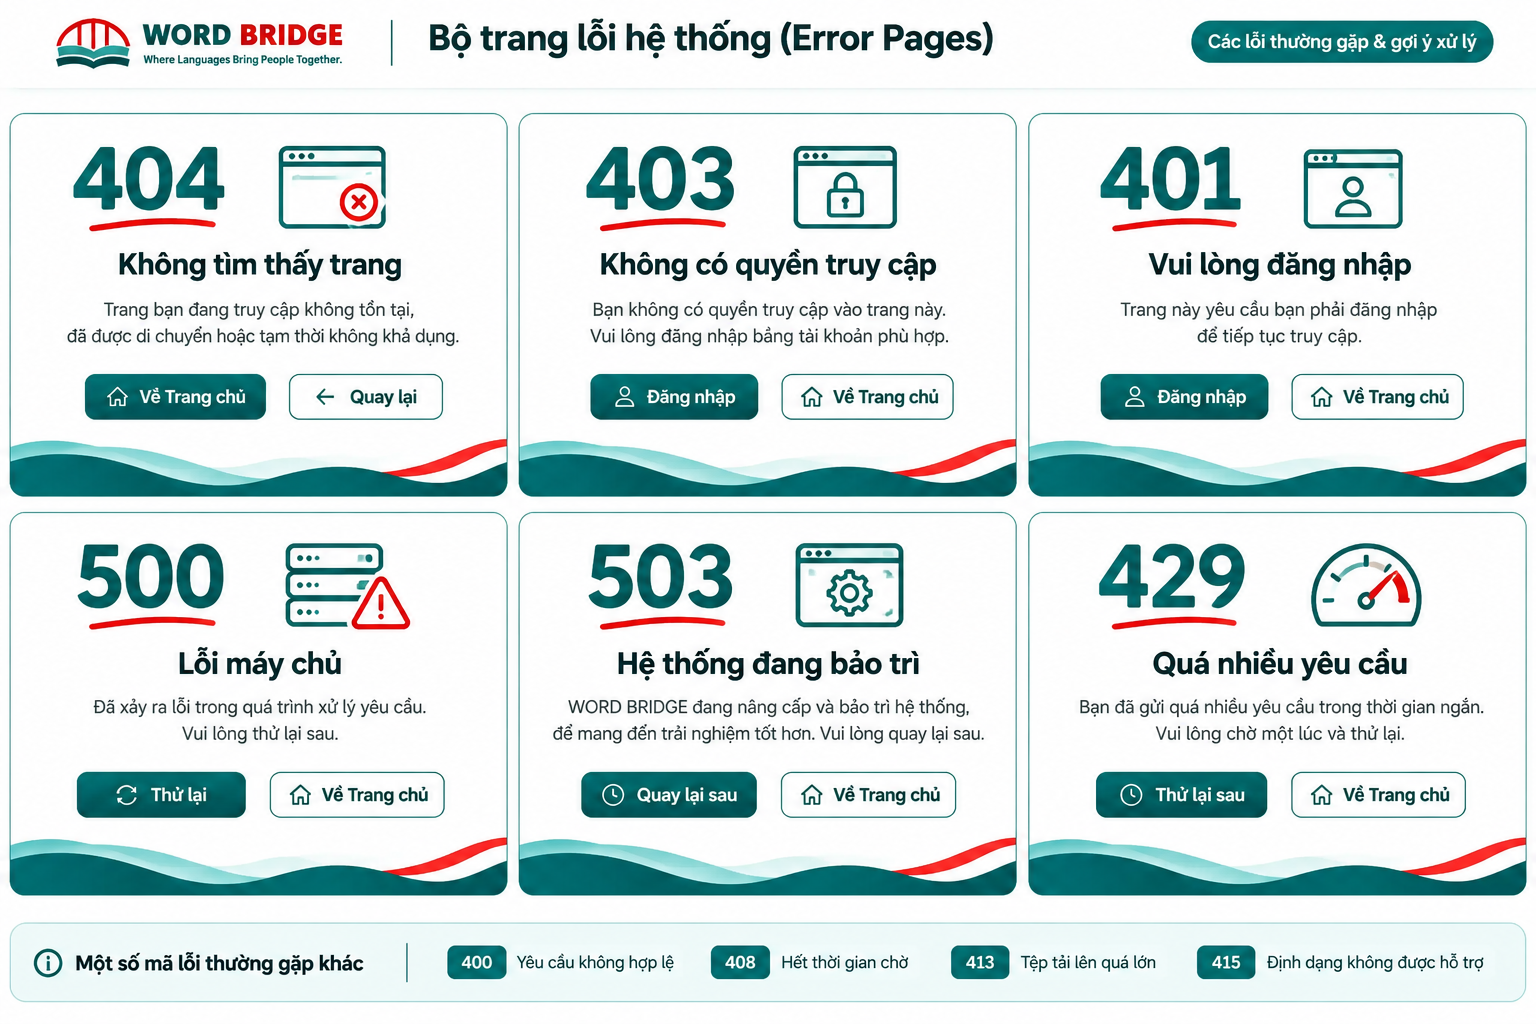 WORD BRIDGE
Where Languages Bring People Together.
Bộ trang lỗi hệ thống (Error Pages)
Các lỗi thường gặp & gợi ý xử lý
404
Không tìm thấy trang
Trang bạn đang truy cập không tồn tại,
đã được di chuyển hoặc tạm thời không khả dụng.
Về Trang chủ
Quay lại
403
Không có quyền truy cập
Bạn không có quyền truy cập vào trang này.
Vui lông đăng nhập bằng tài khoản phù hợp.
Đăng nhập
Về Trang chủ
401
Vui lòng đăng nhập
Trang này yêu cầu bạn phải đăng nhập
để tiếp tục truy cập.
Đăng nhập
Về Trang chủ
500
Lỗi máy chủ
Đã xảy ra lỗi trong quá trình xử lý yêu cầu.
Vui lông thử lại sau.
Thử lại
Về Trang chủ
503
Hệ thống đang bảo trì
WORD BRIDGE đang nâng cấp và bảo trì hệ thống,
để mang đến trải nghiệm tốt hơn. Vui lòng quay lại sau.
Quay lại sau
Về Trang chủ
429
Quá nhiều yêu cầu
Bạn đã gửi quá nhiều yêu cầu trong thời gian ngắn.
Vui lông chờ một lúc và thử lại.
Thử lại sau
Về Trang chủ
Một số mã lỗi thường gặp khác
400 Yêu cầu không hợp lệ
408 Hết thời gian chờ
413 Tệp tải lên quá lớn
415 Định dạng không được hỗ trợ